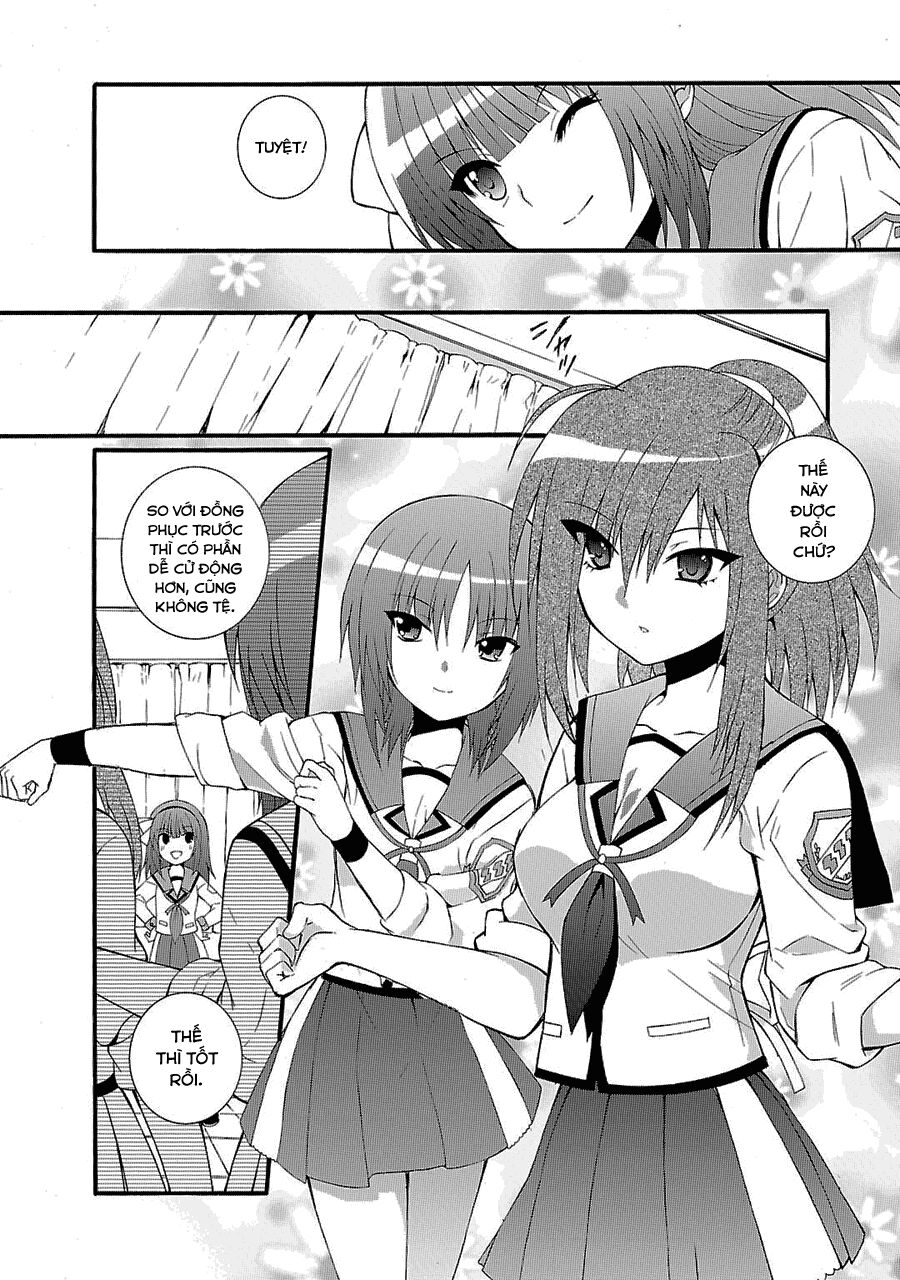 TUYỆT!
THẾ
NÀY
ĐƯỢC
RỒI
CHỨ?
SO VỚI ĐỒNG
PHỤC TRƯỚC
THÌ CÓ PHẦN
DỄ CỬ ĐỘNG
HƠN, CŨNG
KHÔNG TỆ.
THẾ
THÌ TỐT
RỒI.